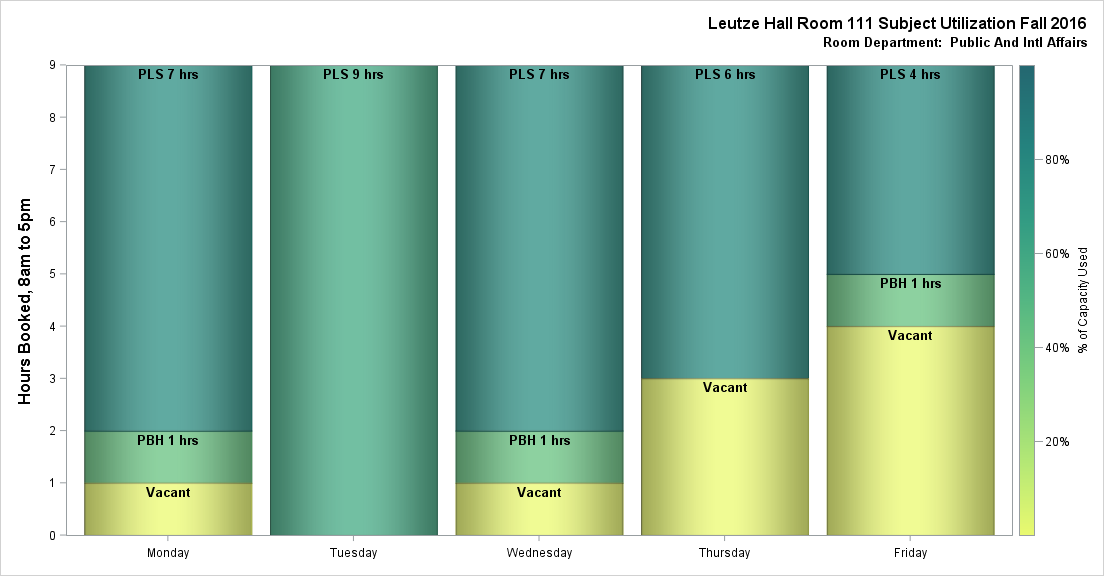 Leutze Hall Room 111 Subject Utilization Fall 2016
Room Department:  Public And Intl Affairs
Hours Booked, 8am to 5pm
9
8
7
6
5
4
3
2
1
0
PLS 7 hrs
PBH 1 hrs
Vacant
PLS 9 hrs
PLS 7 hrs
PBH 1 hrs
Vacant
PLS 6 hrs
Vacant
PLS 4 hrs
PBH 1 hrs
Vacant
Monday
Tuesday
Wednesday
Thursday
Friday
80%
60%
40%
20%
% of Capacity Used